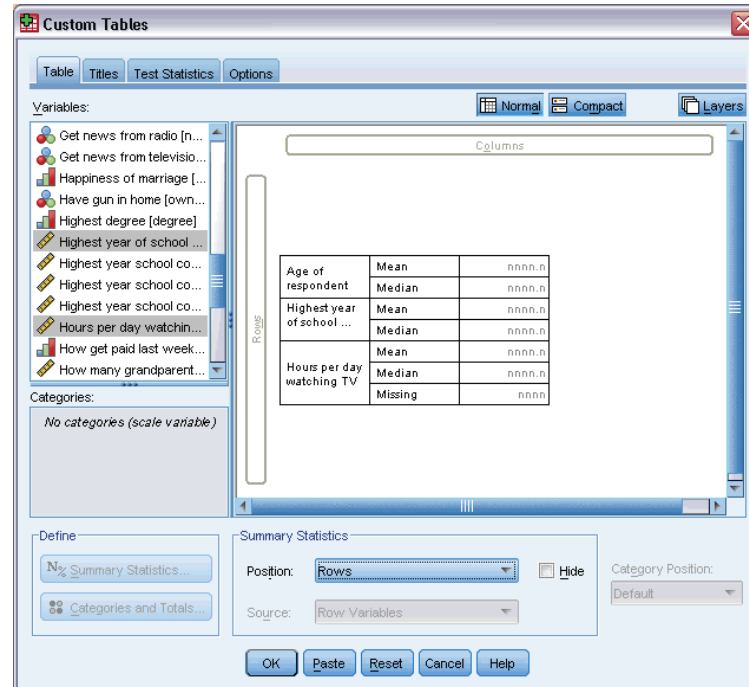 Custom Tables
Table Titles Test Statistics Options
Variables:
Normal Compact Layers
Get news from radio [n...
Get news from televisio...
Happiness of marriage [...
Have gun in home [own...
Highest degree [degree]
Highest year of school ...
Highest year school co...
Highest year school co...
Highest year school co...
Hours per day watchin...
How get paid last week...
How many grandparent...
Categories:
No categories (scale variable)
Columns
Rows
Age of respondent Mean nnnn.n
Median nnnn.n
Highest year of school ... Mean nnnn.n
Median nnnn.n
Hours per day watching TV Mean nnnn.n
Median nnnn.n
Missing nnnn
Define
N% Summary Statistics...
Categories and Totals...
Summary Statistics
Position: Rows Hide
Source: Row Variables
Category Position:
Default
OK Paste Reset Cancel Help